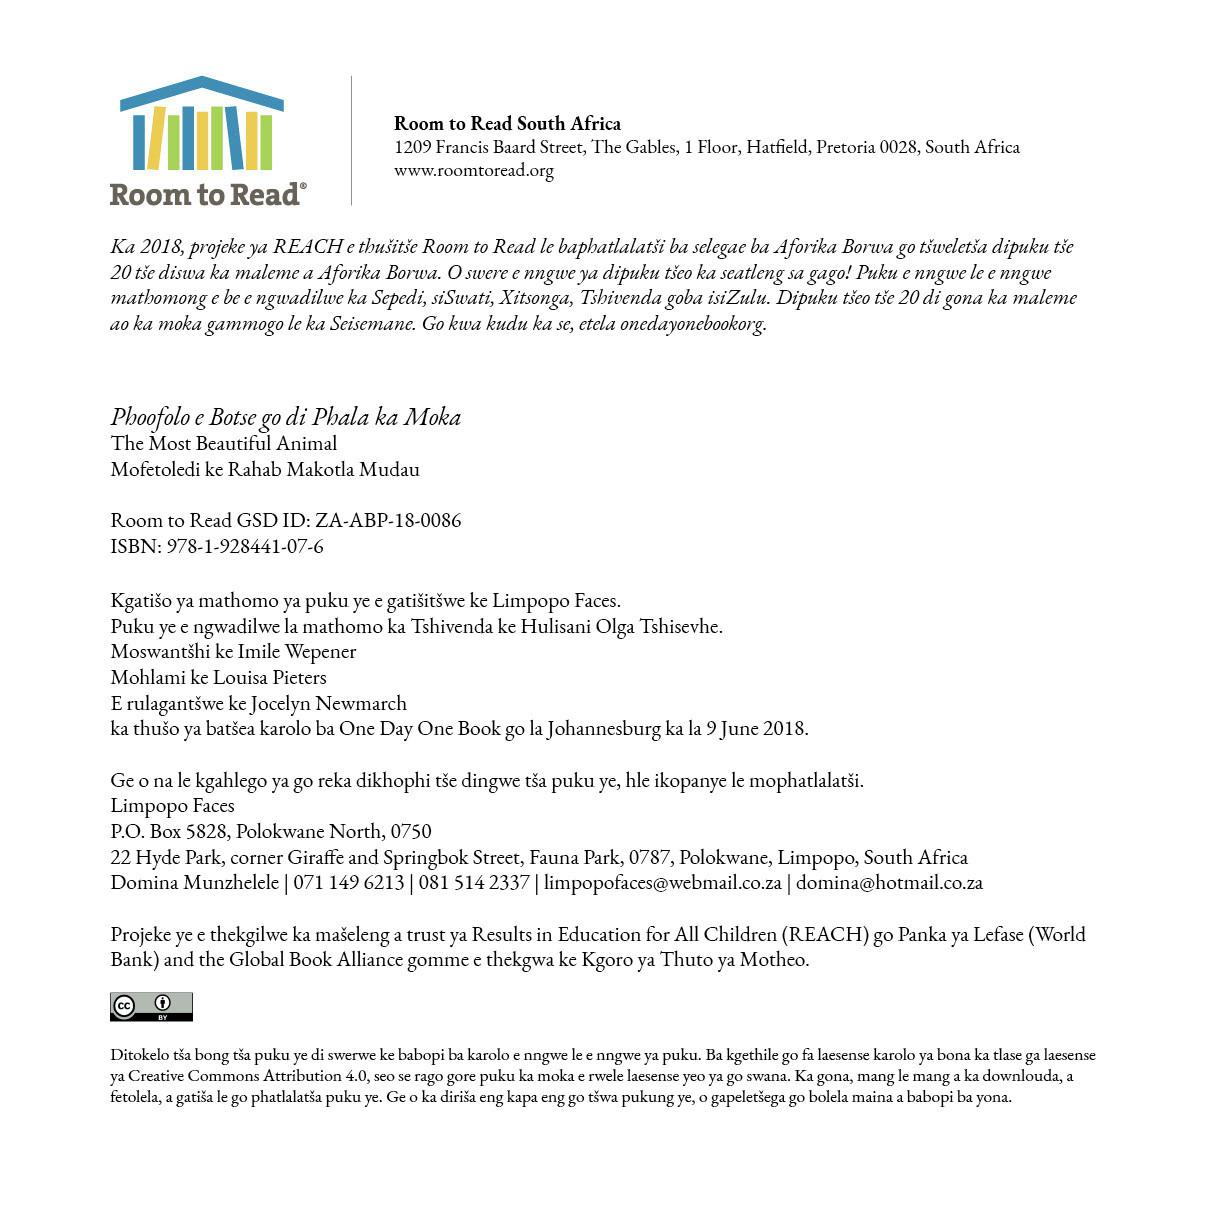 Room to Read®
Room to Read South Africa
1209 Francis Baard Street, The Gables, 1 Floor, Hatfield, Pretoria 0028, South Africa
www.roomtoread.org
Ka 2018, projeke ya REACH e thušitše Room to Read le baphatlalatši ba selegae ba Aforika Borwa go tšweletša dipuku tše
20 tše diswa ka maleme a Aforika Borwa. O swere e nngwe ya dipuku tšeo ka seatleng sa gago! Puku e nngwe le e nngwe
mathomong e be e ngwadilwe ka Sepedi, siSwati, Xitsonga, Tshivenda goba isiZulu. Dipuku tšeo tše 20 di gona ka maleme
ao ka moka gammogo le ka Seisemane. Go kwa kudu ka se, etela onedayonebookorg.
Phoofolo e Botse go di Phala ka Moka
The Most Beautiful Animal
Mofetoledi ke Rahab Makotla Mudau
Room to Read GSD ID: ZA-ABP-18-0086
ISBN: 978-1-928441-07-6
Kgatišo ya mathomo ya puku ye e gatišitšwe ke Limpopo Faces.
Puku ye e ngwadilwe la mathomo ka Tshivenda ke Hulisani Olga Tshisevhe.
Moswantšhi ke Imile Wepener
Mohlami ke Louisa Pieters
E rulagantšwe ke Jocelyn Newmarch
ka thušo ya batšea karolo ba One Day One Book go la Johannesburg ka la 9 June 2018.
Ge o na le kgahlego ya go reka dikhophi tše dingwe tša puku ye, hle ikopanye le mophatlalatši.
Limpopo Faces
P.O. Box 5828, Polokwane North, 0750
22 Hyde Park, corner Giraffe and Springbok Street, Fauna Park, 0787, Polokwane, Limpopo, South Africa
Domina Munzhelele | 071 149 6213 | 081 514 2337 | limpopofaces@webmail.co.za | domina@hotmail.co.za
Projeke ye e thekgilwe ka mašeleng a trust ya Results in Education for All Children (REACH) go Panka ya Lefase (World
Bank) and the Global Book Alliance gomme e thekgwa ke Kgoro ya Thuto ya Motheo.
cc BY
Ditokelo tša bong tša puku ye di swerwe ke babopi ba karolo e nngwe le e nngwe ya puku. Ba kgethile go fa laesense karolo ya bona ka tlase ga laesense
ya Creative Commons Attribution 4.0, seo se rago gore puku ka moka e rwele laesense yeo ya go swana. Ka gona, mang le mang a ka downlouda, a
fetolela, a gatiša le go phatlalatša puku ye. Ge o ka diriša eng kapa eng go tšwa pukung ye, o gapeletšega go bolela maina a babopi ba yona.